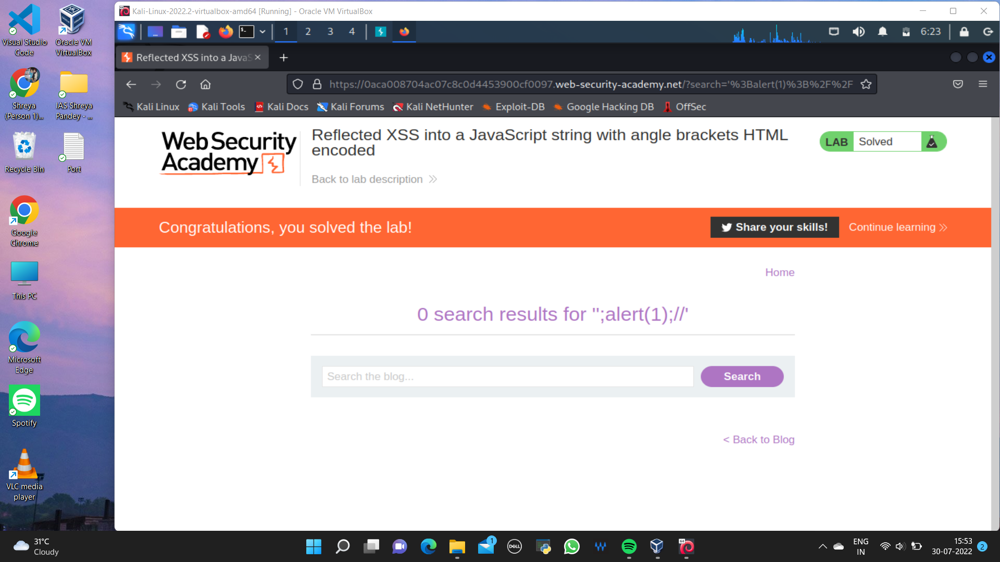 Visual Studio
Code
Oracle VM
VirtualBox
Shreya
(Person 1)...
IAS Shreya
Pandey - ...
Recycle Bin
Port
Google
Chrome
This PC
Microsoft
Edge
Spotify
VLC media
player
Kali-Linux-2022.2-virtualbox-amd64 [Running] - Oracle VM VirtualBox
1 2 3 4
6:23
Reflected XSS into a JavaS
https://0aca008704ac07c8c0d4453900cf0097.web-security-academy.net/?search='%3Balert(1)%3B%2F%2F
Kali Linux Kali Tools Kali Docs Kali Forums Kali NetHunter Exploit-DB Google Hacking DB OffSec
Web Security
Academy
Reflected XSS into a JavaScript string with angle brackets HTML
encoded
Back to lab description
LAB Solved
Congratulations, you solved the lab!
Share your skills!
Continue learning
Home
0 search results for '';alert(1);//'
Search the blog...
Search
< Back to Blog
31°C
Cloudy
1
DELL
64
ENG
IN
15:53
30-07-2022
2